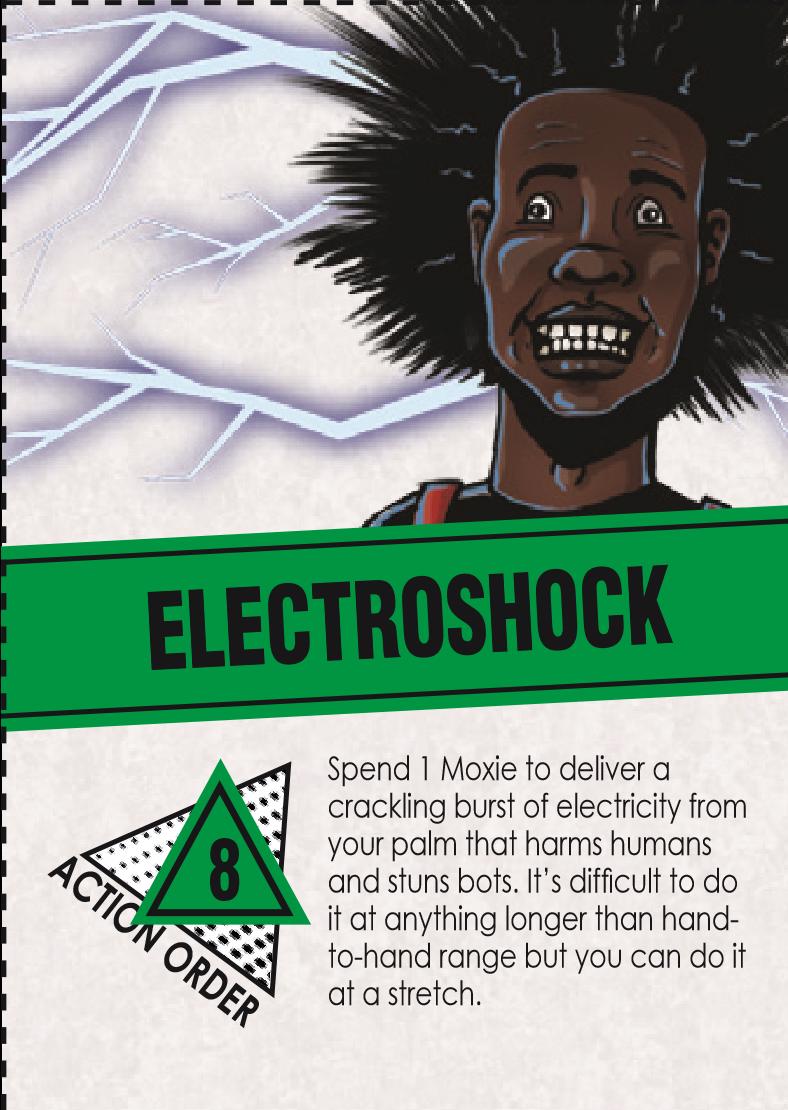 ELECTROSHOCK
8
ACTION ORDER
Spend 1 Moxie to deliver a
crackling burst of electricity from
your palm that harms humans
and stuns bots. It’s difficult to do
it at anything longer than hand-
to-hand range but you can do it
at a stretch.